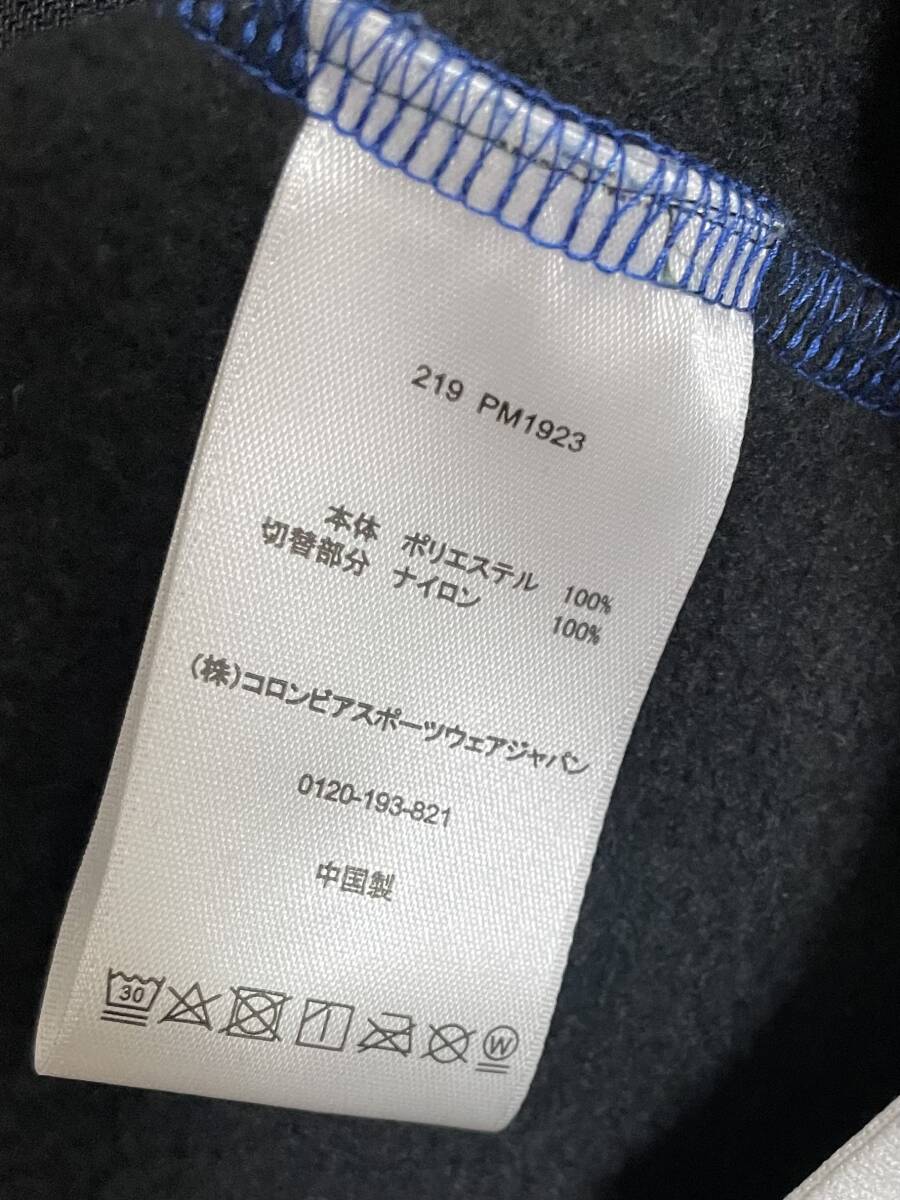 219 PM1923
本体 ポリエステル 100%
切替部分 ナイロン 100%
(株)コロンビアスポーツウェアジャパン
0120-193-821
中国製
30 W